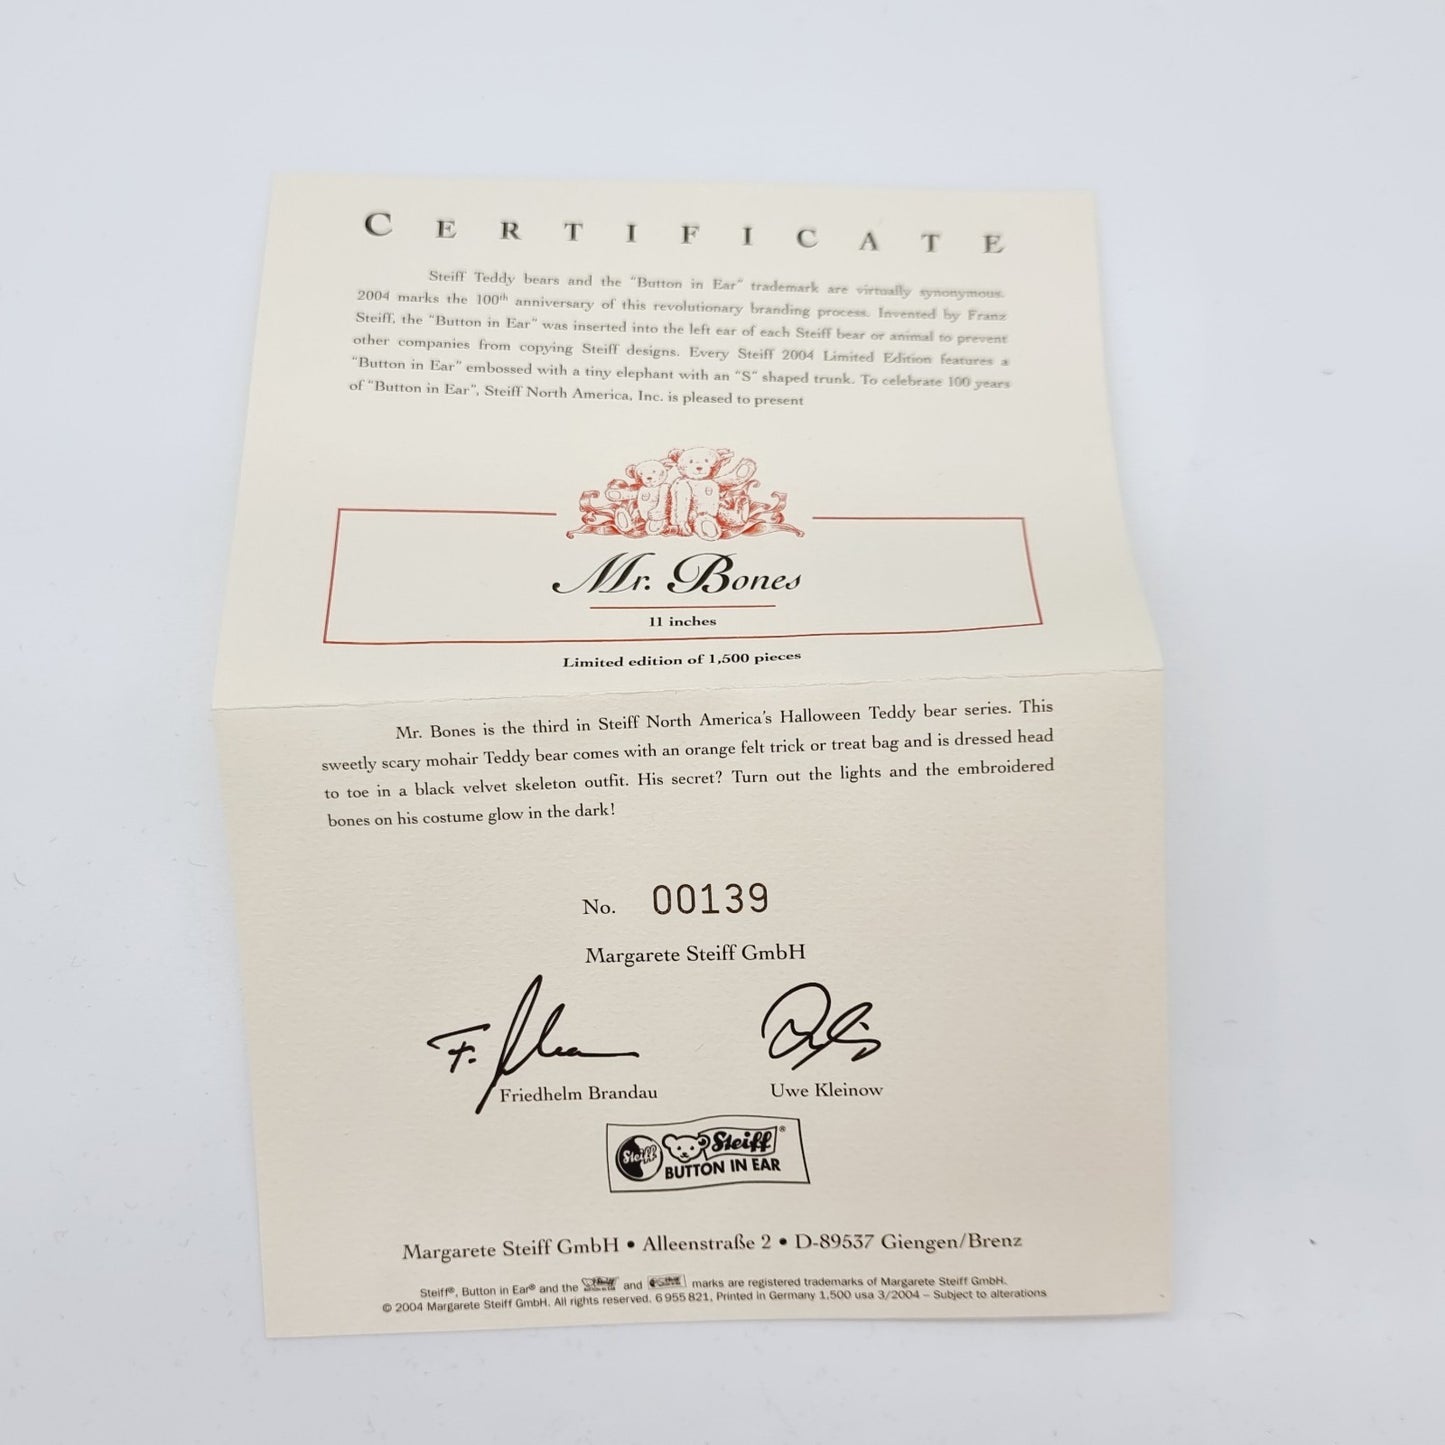 CERTIFICATE
Steiff Teddy bears and the "Button in Ear" trademark are virtually synonymous.
2004 marks the 100th anniversary of this revolutionary branding process. Invented by Franz
Steiff, the "Button in Ear" was inserted into the left ear of each Steiff bear or animal to prevent
other companies from copying Steiff designs. Every Steiff 2004 Limited Edition features a
"Button in Ear" embossed with a tiny elephant with an "S" shaped trunk. To celebrate 100 years
of "Button in Ear", Steiff North America, Inc. is pleased to present
Mr. Bones
11 inches
Limited edition of 1,500 pieces
Mr. Bones is the third in Steiff North America's Halloween Teddy bear series. This
sweetly scary mohair Teddy bear comes with an orange felt trick or treat bag and is dressed head
to toe in a black velvet skeleton outfit. His secret? Turn out the lights and the embroidered
bones on his costume glow in the dark!
No. 00139
Margarete Steiff GmbH
Friedhelm Brandau
Uwe Kleinow
Steiff Steiff®
BUTTON IN EAR
Margarete Steiff GmbH • Alleenstraße 2 • D-89537 Giengen/Brenz
Steiff®, Button in Ear® and the and marks are registered trademarks of Margarete Steiff GmbH.
© 2004 Margarete Steiff GmbH. All rights reserved. 6 955 821, Printed in Germany 1,500 usa 3/2004 – Subject to alterations